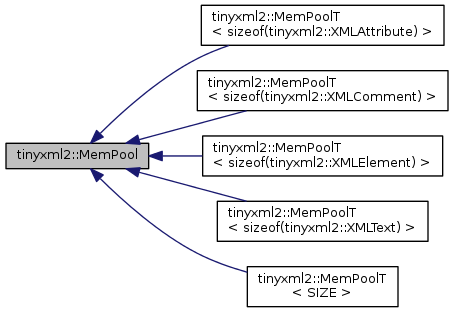 tinyxml2::MemPoolT
< sizeof(tinyxml2::XMLAttribute) >
tinyxml2::MemPoolT
< sizeof(tinyxml2::XMLComment) >
tinyxml2::MemPool
tinyxml2::MemPoolT
< sizeof(tinyxml2::XMLElement) >
tinyxml2::MemPoolT
< sizeof(tinyxml2::XMLText) >
tinyxml2::MemPoolT
< SIZE >